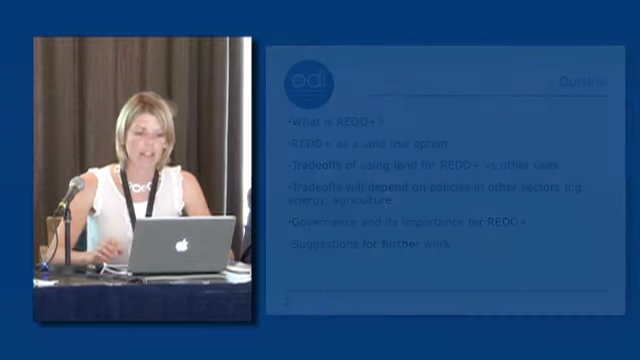 odi
Outline
•What is REDD+?
•REDD+ as a land use option
•Tradeoffs of using land for REDD+ vs other uses
•Tradeoffs will depend on policies in other sectors e.g.
energy, agriculture
•Governance and its importance for REDD+
•Suggestions for further work